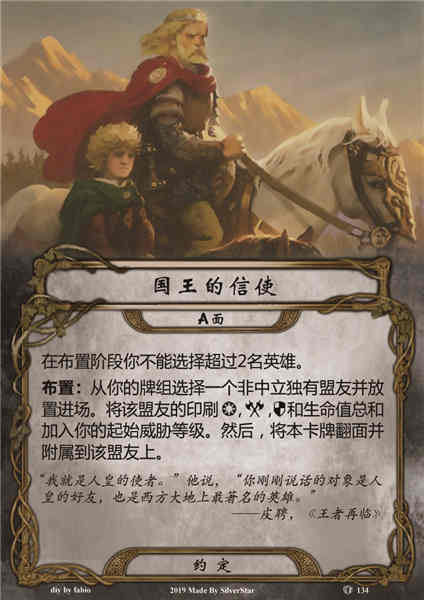 国王的信使
A面
在布置阶段你不能选择超过2名英雄。
布置：从你的牌组选择一个非中立独有盟友并放
置进场。将该盟友的印刷 , , 和生命值总和
加入你的起始威胁等级。然后，将本卡牌翻面并
附属到该盟友上。
“我就是人皇的使者。”他说，“你刚刚说话的对象是人
皇的好友，也是西方大地上最著名的英雄。”
——皮聘，《王者再临》
约定
diy by fabio 2019 Made By SilverStar 134